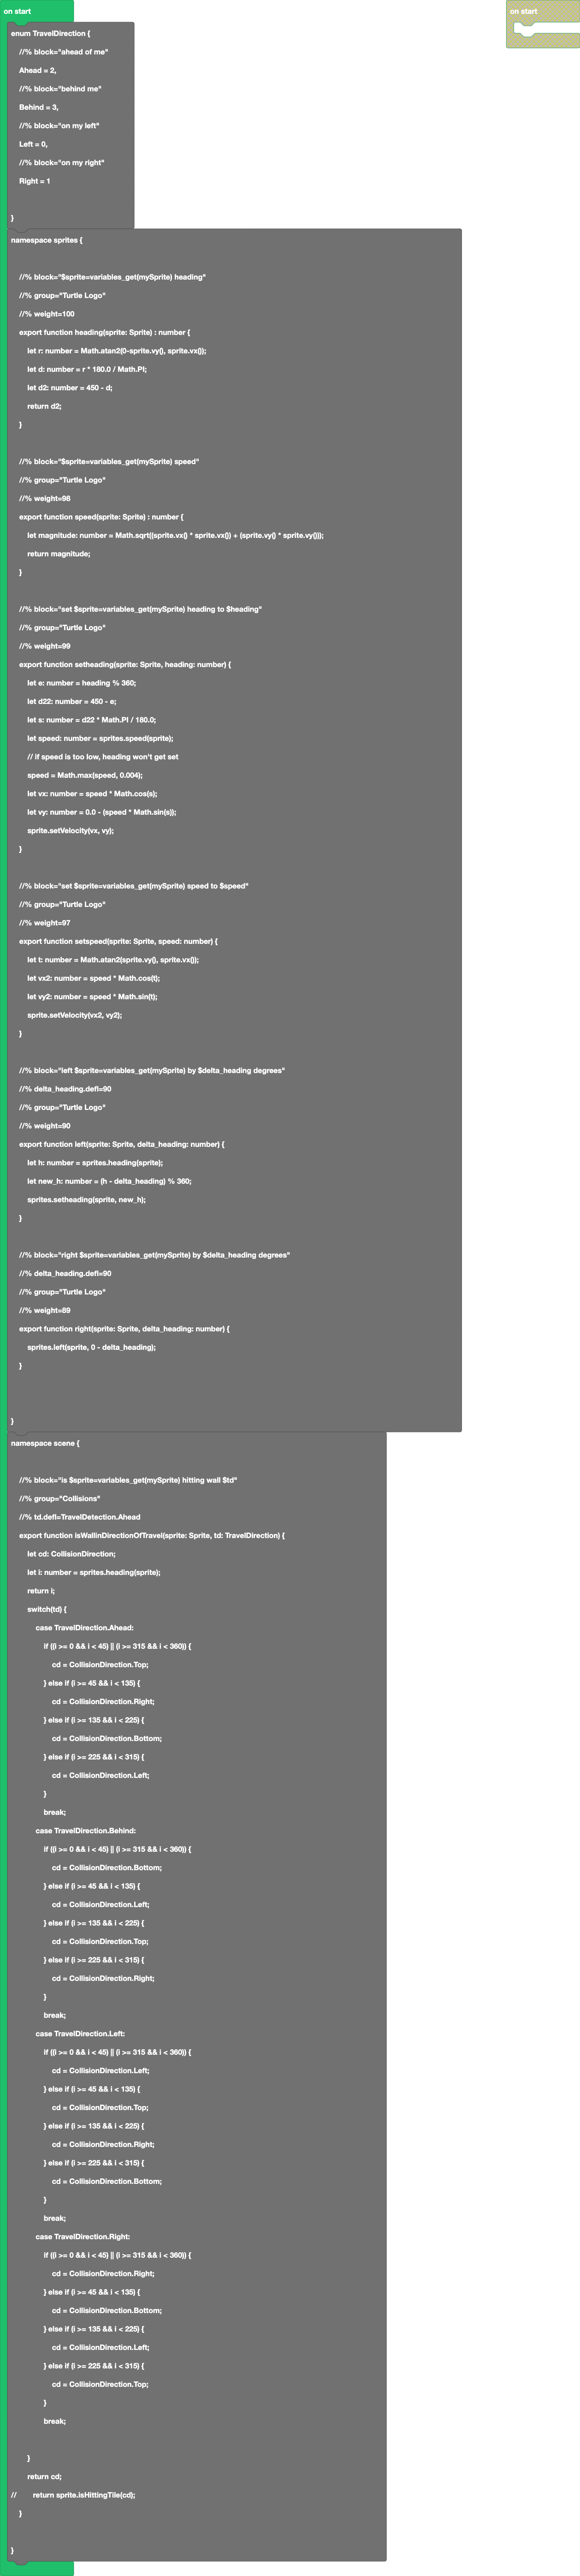 on start
on start
enum TravelDirection {
//% block="ahead of me"
Ahead = 2,
//% block="behind me"
Behind = 3,
//% block="on my left"
Left = 0,
//% block="on my right"
Right = 1
}
namespace sprites {
//% block="$sprite=variables_get(mySprite) heading"
//% group="Turtle Logo"
//% weight=100
export function heading(sprite: Sprite) : number {
let r: number = Math.atan2(0-sprite.vy(), sprite.vx());
let d: number = r * 180.0 / Math.PI;
let d2: number = 450 - d;
return d2;
}
//% block="$sprite=variables_get(mySprite) speed"
//% group="Turtle Logo"
//% weight=98
export function speed(sprite: Sprite) : number {
let magnitude: number = Math.sqrt((sprite.vx() * sprite.vx()) + (sprite.vy() * sprite.vy()));
return magnitude;
}
//% block="set $sprite=variables_get(mySprite) heading to $heading"
//% group="Turtle Logo"
//% weight=99
export function setheading(sprite: Sprite, heading: number) {
let e: number = heading % 360;
let d22: number = 450 - e;
let s: number = d22 * Math.PI / 180.0;
let speed: number = sprites.speed(sprite);
// if speed is too low, heading won't get set
speed = Math.max(speed, 0.004);
let vx: number = speed * Math.cos(s);
let vy: number = 0.0 - (speed * Math.sin(s));
sprite.setVelocity(vx, vy);
}
//% block="set $sprite=variables_get(mySprite) speed to $speed"
//% group="Turtle Logo"
//% weight=97
export function setspeed(sprite: Sprite, speed: number) {
let t: number = Math.atan2(sprite.vy(), sprite.vx());
let vx2: number = speed * Math.cos(t);
let vy2: number = speed * Math.sin(t);
sprite.setVelocity(vx2, vy2);
}
//% block="left $sprite=variables_get(mySprite) by $delta_heading degrees"
//% delta_heading.defl=90
//% group="Turtle Logo"
//% weight=90
export function left(sprite: Sprite, delta_heading: number) {
let h: number = sprites.heading(sprite);
let new_h: number = (h - delta_heading) % 360;
sprites.setheading(sprite, new_h);
}
//% block="right $sprite=variables_get(mySprite) by $delta_heading degrees"
//% delta_heading.defl=90
//% group="Turtle Logo"
//% weight=89
export function right(sprite: Sprite, delta_heading: number) {
sprites.left(sprite, 0 - delta_heading);
}
}
namespace scene {
//% block="is $sprite=variables_get(mySprite) hitting wall $td"
//% group="Collisions"
//% td.defl=TravelDetection.Ahead
export function isWallinDirectionOfTravel(sprite: Sprite, td: TravelDirection) {
let cd: CollisionDirection;
let i: number = sprites.heading(sprite);
return i;
switch(td) {
case TravelDirection.Ahead:
if ((i >= 0 && i < 45) || (i >= 315 && i < 360)) {
cd = CollisionDirection.Top;
} else if (i >= 45 && i < 135) {
cd = CollisionDirection.Right;
} else if (i >= 135 && i < 225) {
cd = CollisionDirection.Bottom;
} else if (i >= 225 && i < 315) {
cd = CollisionDirection.Left;
}
break;
case TravelDirection.Behind:
if ((i >= 0 && i < 45) || (i >= 315 && i < 360)) {
cd = CollisionDirection.Bottom;
} else if (i >= 45 && i < 135) {
cd = CollisionDirection.Left;
} else if (i >= 135 && i < 225) {
cd = CollisionDirection.Top;
} else if (i >= 225 && i < 315) {
cd = CollisionDirection.Right;
}
break;
case TravelDirection.Left:
if ((i >= 0 && i < 45) || (i >= 315 && i < 360)) {
cd = CollisionDirection.Left;
} else if (i >= 45 && i < 135) {
cd = CollisionDirection.Top;
} else if (i >= 135 && i < 225) {
cd = CollisionDirection.Right;
} else if (i >= 225 && i < 315) {
cd = CollisionDirection.Bottom;
}
break;
case TravelDirection.Right:
if ((i >= 0 && i < 45) || (i >= 315 && i < 360)) {
cd = CollisionDirection.Right;
} else if (i >= 45 && i < 135) {
cd = CollisionDirection.Bottom;
} else if (i >= 135 && i < 225) {
cd = CollisionDirection.Left;
} else if (i >= 225 && i < 315) {
cd = CollisionDirection.Top;
}
break;
}
return cd;
// return sprite.isHittingTile(cd);
}
}